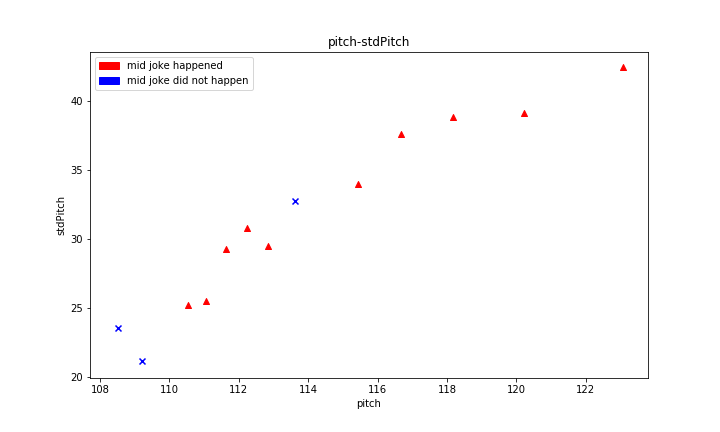 pitch-stdPitch
mid joke happened
mid joke did not happen
stdPitch
40
35
30
25
20
108 110 112 114 116 118 120 122
pitch